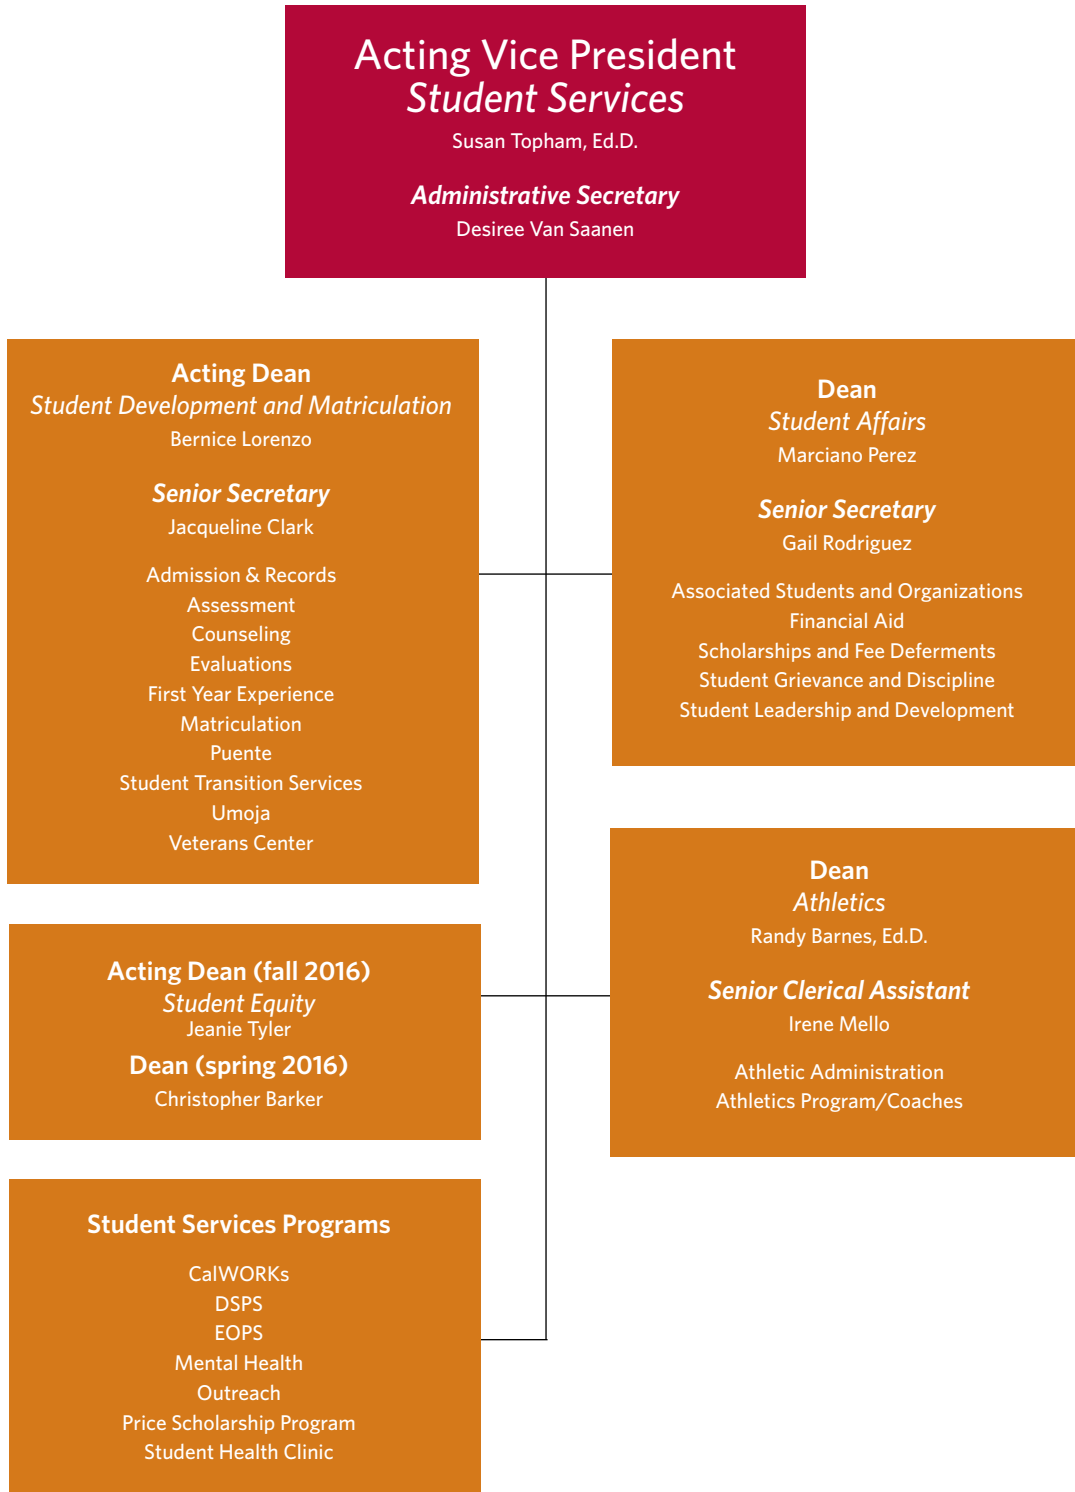 Acting Vice President
Student Services
Susan Topham, Ed.D.
Administrative Secretary
Desiree Van Saanen
Acting Dean
Student Development and Matriculation
Bernice Lorenzo
Senior Secretary
Jacqueline Clark
Admission & Records
Assessment
Counseling
Evaluations
First Year Experience
Matriculation
Puente
Student Transition Services
Umoja
Veterans Center
Dean
Student Affairs
Marciano Perez
Senior Secretary
Gail Rodriguez
Associated Students and Organizations
Financial Aid
Scholarships and Fee Deferments
Student Grievance and Discipline
Student Leadership and Development
Acting Dean (fall 2016)
Student Equity
Jeanie Tyler
Dean (spring 2016)
Christopher Barker
Dean
Athletics
Randy Barnes, Ed.D.
Senior Clerical Assistant
Irene Mello
Athletic Administration
Athletics Program/Coaches
Student Services Programs
CalWORKs
DSPS
EOPS
Mental Health
Outreach
Price Scholarship Program
Student Health Clinic